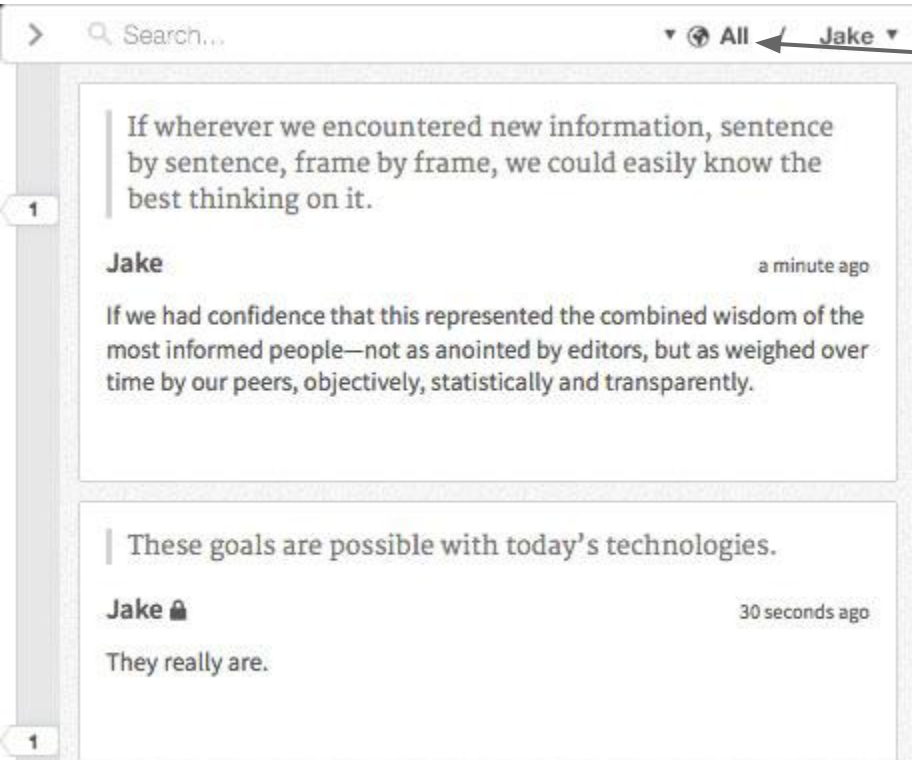 Search...
All / Jake
If wherever we encountered new information, sentence
by sentence, frame by frame, we could easily know the
best thinking on it.
1
Jake a minute ago
If we had confidence that this represented the combined wisdom of the
most informed people—not as anointed by editors, but as weighed over
time by our peers, objectively, statistically and transparently.
These goals are possible with today’s technologies.
Jake 30 seconds ago
They really are.
1